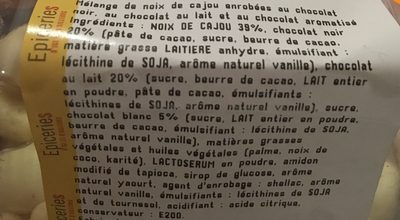 Mélange de noix de cajou enrobées au chocolat
noir, au chocolat au lait et au chocolat aromatisé
Ingrédients : NOIX DE CAJOU 39%, chocolat noir
20% (pâte de cacao, sucre, beurre de cacao,
matière grasse LAITIERE anhydre, émulsifiant :
lécithine de SOJA, arôme naturel vanille), chocolat
au lait 20% (sucre, beurre de cacao, LAIT entier
en poudre, pâte de cacao, émulsifiants :
lécithines de SOJA, arôme naturel vanille), sucre,
chocolat blanc 5% (sucre, LAIT entier en poudre,
beurre de cacao, émulsifiant : lécithine de SOJA,
arôme naturel vanille), matières grasses
végétales et huiles végétales (palme, noix de
coco, karité), LACTOSERUM en poudre, amidon
modifié de tapioca, sirop de glucose, arôme
naturel yaourt, agent d'enrobage : shellac, arôme
naturel vanille, émulsifiants : lécithines de SOJA
et de tournesol, acidifiant : acide citrique,
conservateur : E200.
Epiceries
Epiceries
Epiceries